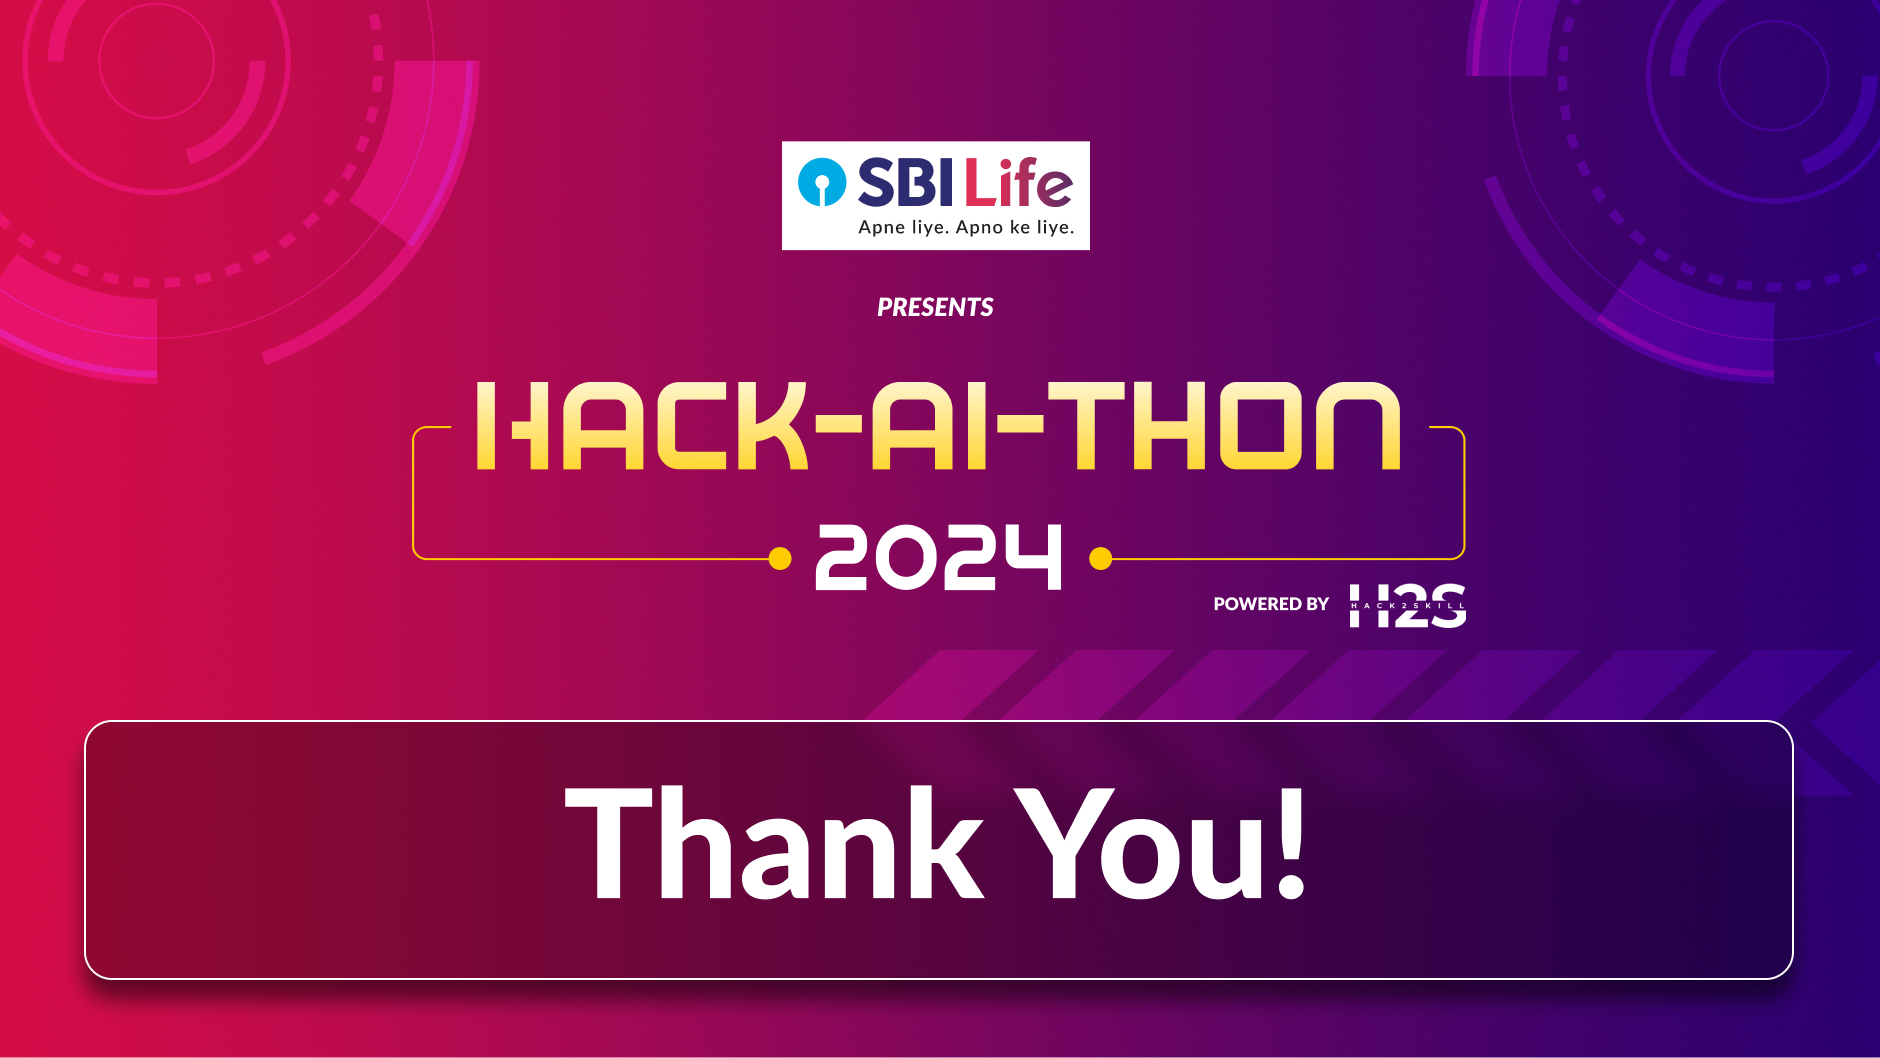 SBI Life
Apne liye. Apno ke liye.
PRESENTS
HACK-AI-THON
2024
POWERED BY H2S
HACK2SKILL
Thank You!